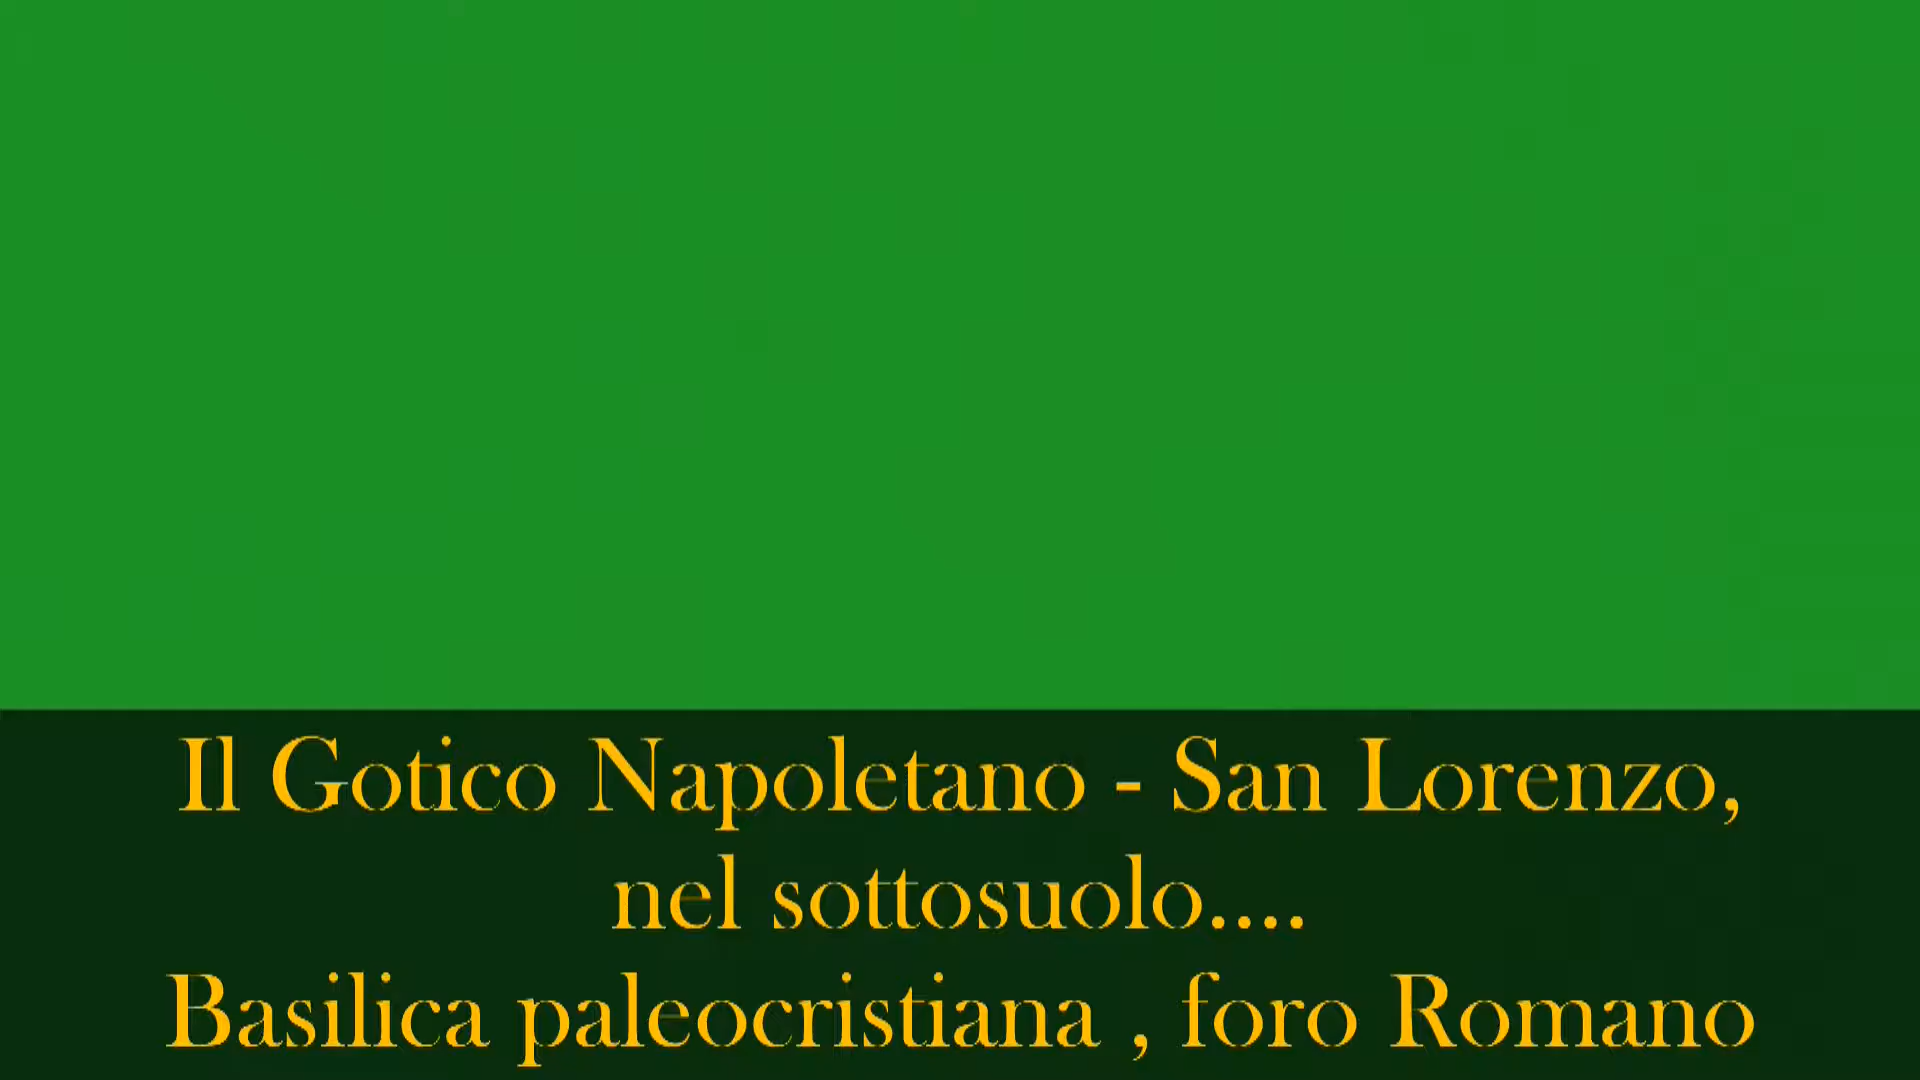 Il Gotico Napoletano - San Lorenzo,
nel sottosuolo....
Basilica paleocristiana , foro Romano